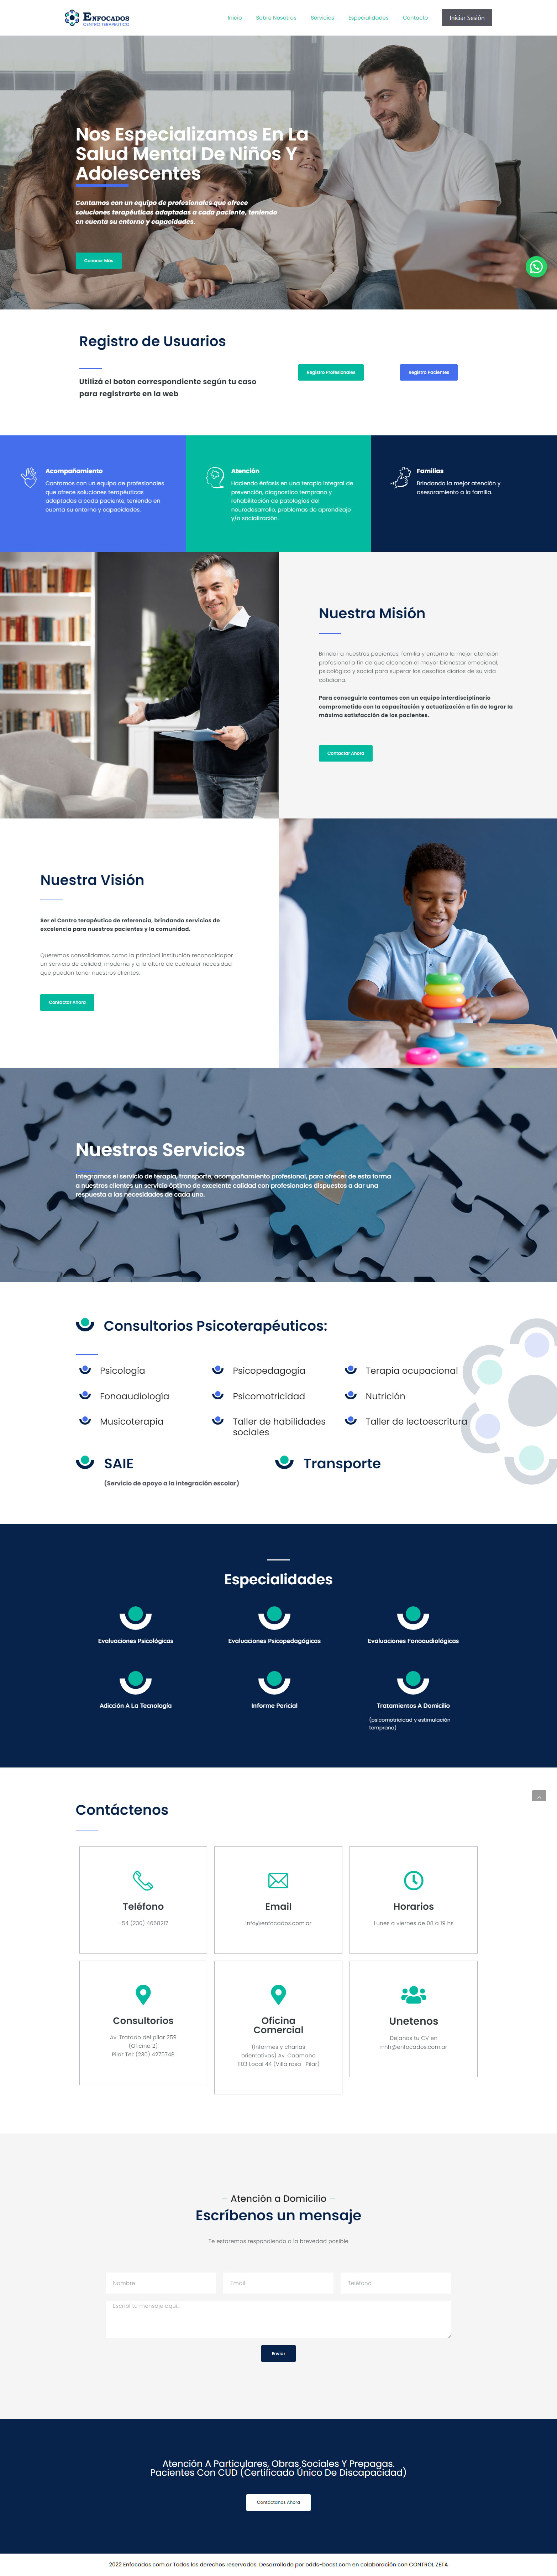 ENFOCADOS
CENTRO TERAPEUTICO
Inicio
Sobre Nosotros
Servicios
Especialidades
Contacto
Iniciar Sesión
Nos Especializamos En La
Salud Mental De Niños Y
Adolescentes
Contamos con un equipo de profesionales que ofrece
soluciones terapéuticas adaptadas a cada paciente, teniendo
en cuenta su entorno y capacidades.
Conocer Más
Registro de Usuarios
Utilizá el boton correspondiente según tu caso
para registrarte en la web
Registro Profesionales
Registro Pacientes
Acompañamiento
Contamos con un equipo de profesionales
que ofrece soluciones terapéuticas
adaptadas a cada paciente, teniendo en
cuenta su entorno y capacidades.
Atención
Haciendo énfasis en una terapia integral de
prevención, diagnostico temprano y
rehabilitación de patologías del
neurodesarrollo, problemas de aprendizaje
y/o socialización.
Familias
Brindando la mejor atención y
asesoramiento a la familia.
Nuestra Misión
Brindar a nuestros pacientes, familia y entorno la mejor atención
profesional a fin de que alcancen el mayor bienestar emocional,
psicológico y social para superar los desafíos diarios de su vida
cotidiana.
Para conseguirlo contamos con un equipo interdisciplinario
comprometido con la capacitación y actualización a fin de lograr la
máxima satisfacción de los pacientes.
Contactar Ahora
Nuestra Visión
Ser el Centro terapéutico de referencia, brindando servicios de
excelencia para nuestros pacientes y la comunidad.
Queremos consolidarnos como la principal institución reconocidapor
un servicio de calidad, moderno y a la altura de cualquier necesidad
que puedan tener nuestros clientes.
Contactar Ahora
Nuestros Servicios
Integramos el servicio de terapia, transporte, acompañamiento profesional, para ofrecer de esta forma
a nuestros clientes un servicio óptimo de excelente calidad con profesionales dispuestos a dar una
respuesta a las necesidades de cada uno.
Consultorios Psicoterapéuticos:
Psicología
Psicopedagogía
Terapia ocupacional
Fonoaudiología
Psicomotricidad
Nutrición
Musicoterapia
Taller de habilidades
sociales
Taller de lectoescritura
SAIE
(Servicio de apoyo a la integración escolar)
Transporte
Especialidades
Evaluaciones Psicológicas
Evaluaciones Psicopedagógicas
Evaluaciones Fonoaudiológicas
Adicción A La Tecnología
Informe Pericial
Tratamientos A Domicilio
(psicomotricidad y estimulación
temprana)
Contáctenos
Teléfono
+54 (230) 4668217
Email
info@enfocados.com.ar
Horarios
Lunes a viernes de 08 a 19 hs
Consultorios
Av. Tratado del pilar 259
(Oficina 2)
Pilar Tel: (230) 4275746
Oficina
Comercial
(informes y charlas
orientativas) Av. Caamaño
1103 Local 44 (Villa rosa- Pilar)
Unetenos
Dejanos tu CV en
rrhh@enfocados.com.ar
Atención a Domicilio
Escríbenos un mensaje
Te estaremos respondiendo a la brevedad posible
Nombre
Email
Teléfono
Escribí tu mensaje aquí...
Enviar
Atención A Particulares, Obras Sociales Y Prepagas.
Pacientes Con CUD (Certificado Único De Discapacidad)
Contáctanos Ahora
2022 Enfocados.com.ar Todos los derechos reservados. Desarrollado por odds-boost.com en colaboración con CONTROL ZETA